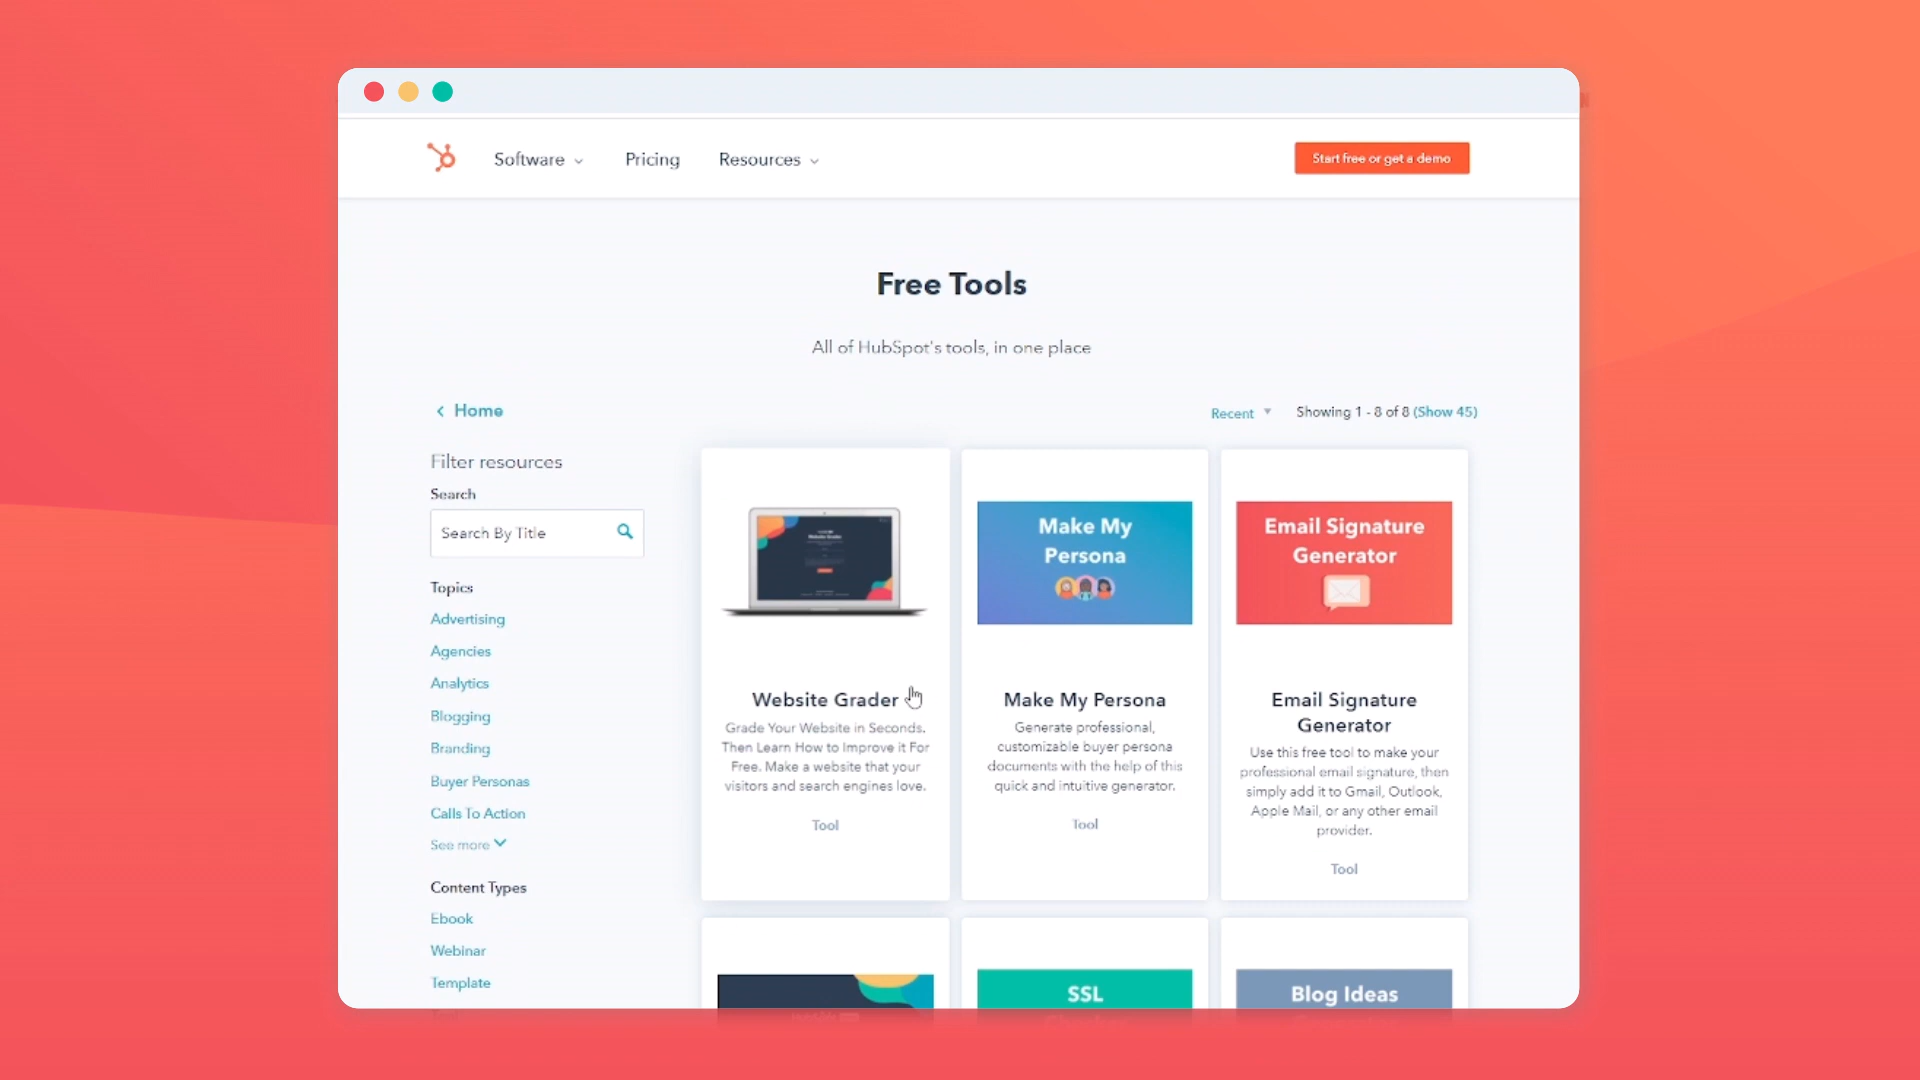 Software
Pricing
Resources
Start free or get a demo
Free Tools
All of HubSpot's tools, in one place
Home
Recent
Showing 1 - 8 of 8 (Show 45)
Filter resources
Search
Search By Title
Topics
Advertising
Agencies
Analytics
Blogging
Branding
Buyer Personas
Calls To Action
See more
Content Types
Ebook
Webinar
Template
Website Grader
Grade Your Website in Seconds.
Then Learn How to Improve it For
Free. Make a website that your
visitors and search engines love.
Tool
Make My
Persona
Make My Persona
Generate professional,
customizable buyer persona
documents with the help of this
quick and intuitive generator.
Tool
Email Signature
Generator
Email Signature
Generator
Use this free tool to make your
professional email signature, then
simply add it to Gmail, Outlook,
Apple Mail, or any other email
provider.
Tool
SSL
Blog Ideas